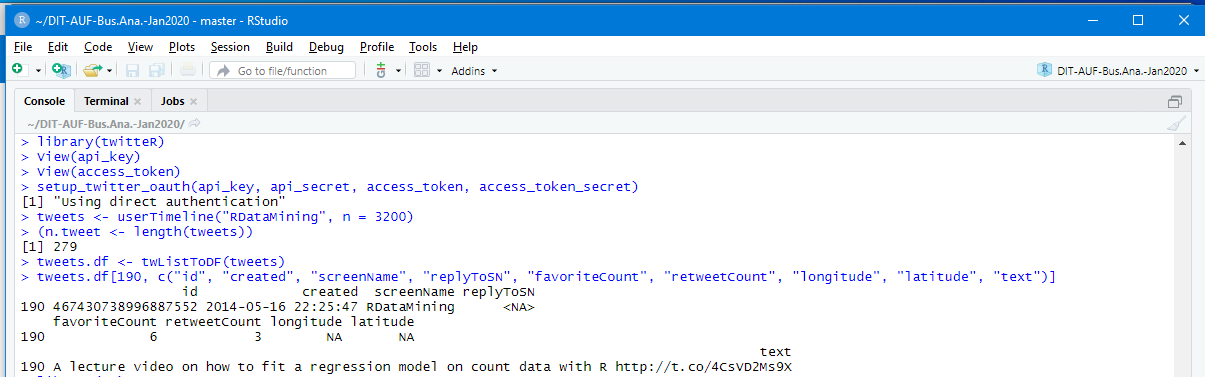 ~/DIT-AUF-Bus.Ana.-Jan2020 - master - RStudio
File Edit Code View Plots Session Build Debug Profile Tools Help
Go to file/function Addins DIT-AUF-Bus.Ana.-Jan2020
Console Terminal Jobs
~/DIT-AUF-Bus.Ana.-Jan2020/
> library(twitteR)
> View(api_key)
> View(access_token)
> setup_twitter_oauth(api_key, api_secret, access_token, access_token_secret)
[1] "Using direct authentication"
> tweets <- userTimeline("RDataMining", n = 3200)
> (n.tweet <- length(tweets))
[1] 279
> tweets.df <- twListToDF(tweets)
> tweets.df[190, c("id", "created", "screenName", "replyToSN", "favoriteCount", "retweetCount", "longitude", "latitude", "text")]
id created screenName replyToSN
190 467430738996887552 2014-05-16 22:25:47 RDataMining <NA>
favoriteCount retweetCount longitude latitude
190 6 3 NA NA
text
190 A lecture video on how to fit a regression model on count data with R http://t.co/4CsVD2Ms9X